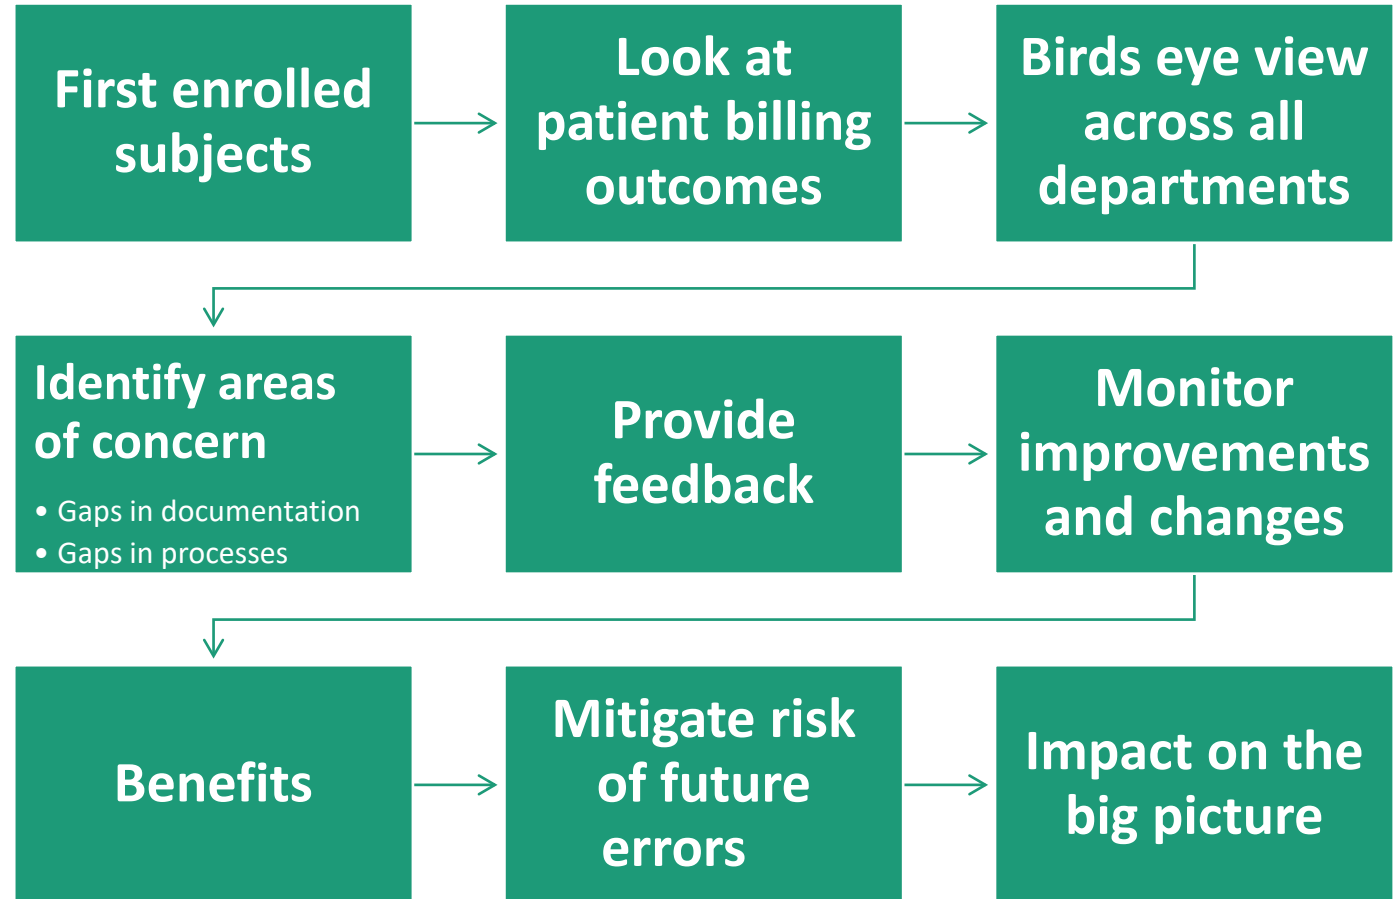 First enrolled
subjects
Look at
patient billing
outcomes
Birds eye view
across all
departments
Identify areas
of concern
• Gaps in documentation
• Gaps in processes
Provide
feedback
Monitor
improvements
and changes
Benefits
Mitigate risk
of future
errors
Impact on the
big picture